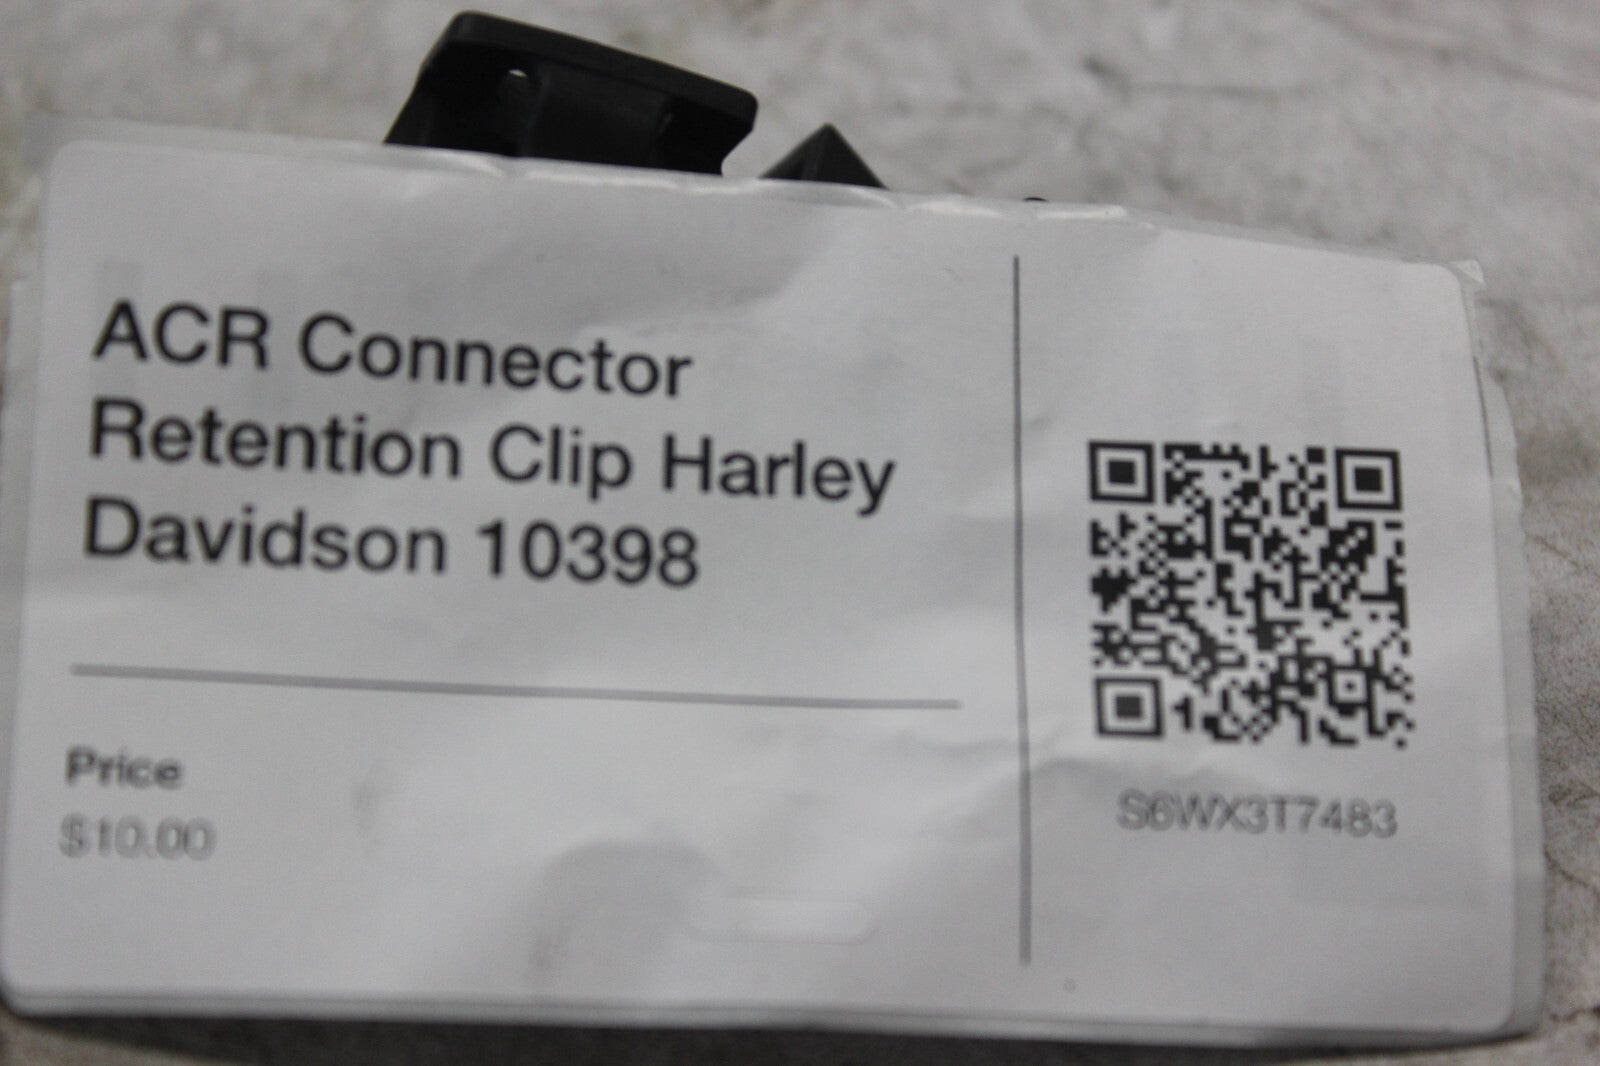 ACR Connector
Retention Clip Harley
Davidson 10398
Price
$10.00
S6WX3T7483